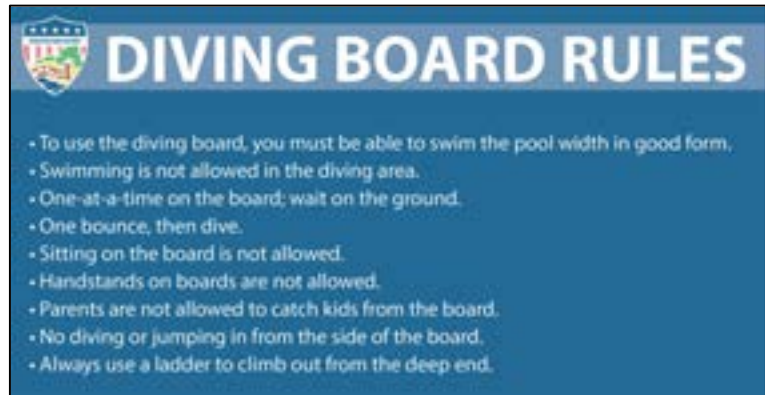 DIVING BOARD RULES
• To use the diving board, you must be able to swim the pool width in good form.
• Swimming is not allowed in the diving area.
• One-at-a-time on the board; wait on the ground.
• One bounce, then dive.
• Sitting on the board is not allowed.
• Handstands on boards are not allowed.
• Parents are not allowed to catch kids from the board.
• No diving or jumping in from the side of the board.
• Always use a ladder to climb out from the deep end.